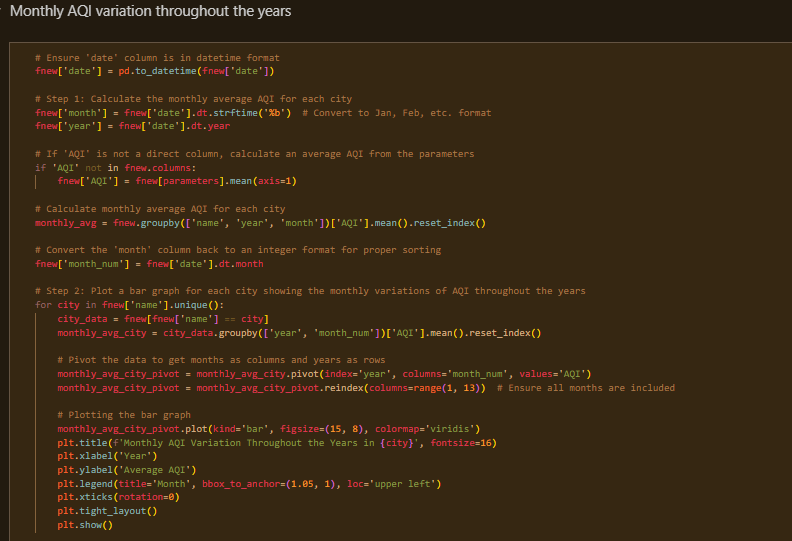 Monthly AQI variation throughout the years
# Ensure 'date' column is in datetime format
fnew['date'] = pd.to_datetime(fnew['date'])
# Step 1: Calculate the monthly average AQI for each city
fnew['month'] = fnew['date'].dt.strftime('%b')  # Convert to Jan, Feb, etc. format
fnew['year'] = fnew['date'].dt.year
# If 'AQI' is not a direct column, calculate an average AQI from the parameters
if 'AQI' not in fnew.columns:
    fnew['AQI'] = fnew[parameters].mean(axis=1)
# Calculate monthly average AQI for each city
monthly_avg = fnew.groupby(['name', 'year', 'month'])['AQI'].mean().reset_index()
# Convert the 'month' column back to an integer format for proper sorting
fnew['month_num'] = fnew['date'].dt.month
# Step 2: Plot a bar graph for each city showing the monthly variations of AQI throughout the years
for city in fnew['name'].unique():
    city_data = fnew[fnew['name'] == city]
    monthly_avg_city = city_data.groupby(['year', 'month_num'])['AQI'].mean().reset_index()
    # Pivot the data to get months as columns and years as rows
    monthly_avg_city_pivot = monthly_avg_city.pivot(index='year', columns='month_num', values='AQI')
    monthly_avg_city_pivot = monthly_avg_city_pivot.reindex(columns=range(1, 13))  # Ensure all months are included
    # Plotting the bar graph
    monthly_avg_city_pivot.plot(kind='bar', figsize=(15, 8), colormap='viridis')
    plt.title(f'Monthly AQI Variation Throughout the Years in {city}', fontsize=16)
    plt.xlabel('Year')
    plt.ylabel('Average AQI')
    plt.legend(title='Month', bbox_to_anchor=(1.05, 1), loc='upper left')
    plt.xticks(rotation=0)
    plt.tight_layout()
    plt.show()